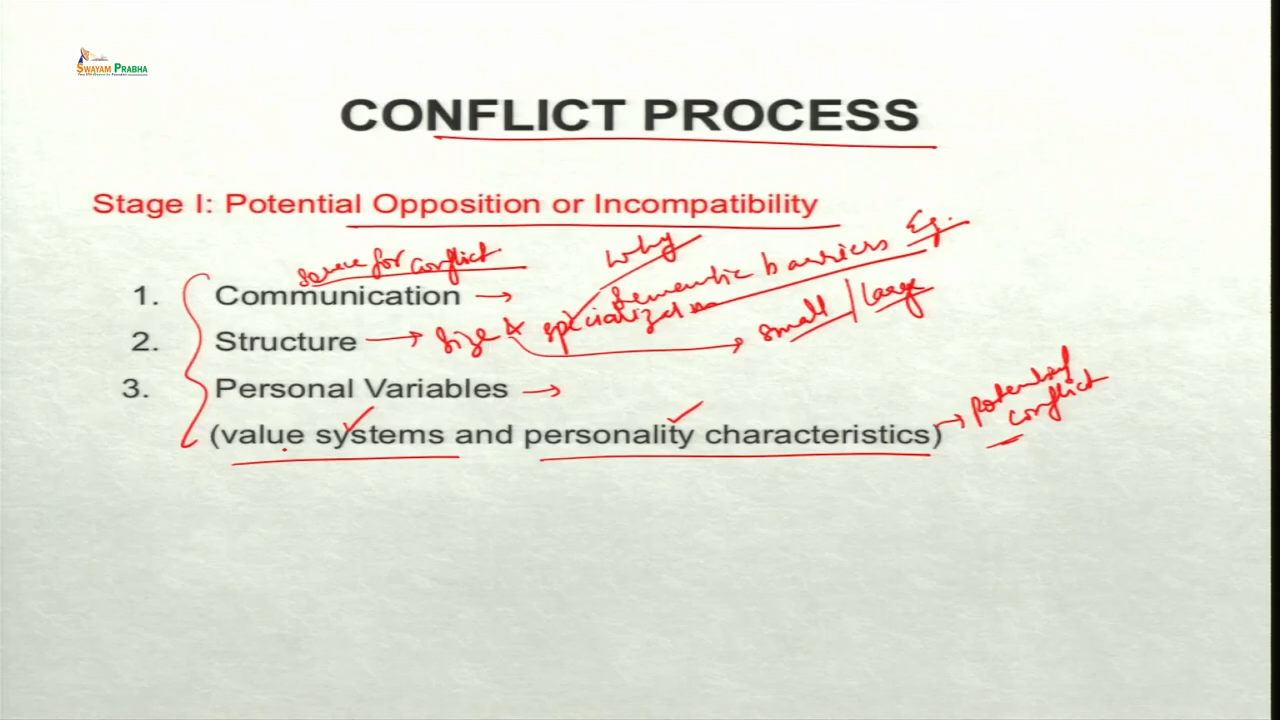 SWAYAM PRABHA
CONFLICT PROCESS
Stage I: Potential Opposition or Incompatibility
source for conflict
why
1. Communication →
semantic barriers Eg.
2. Structure → size & specialization → small / large
3. Personal Variables →
(value systems and personality characteristics) → potential conflict